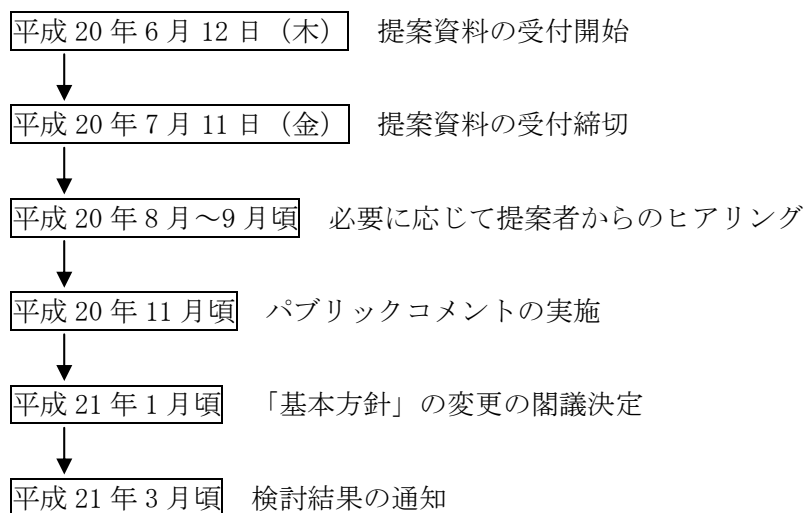 平成 20 年 6 月 12 日（木） 提案資料の受付開始
平成 20 年 7 月 11 日（金） 提案資料の受付締切
平成 20 年 8 月～9 月頃 必要に応じて提案者からのヒアリング
平成 20 年 11 月頃 パブリックコメントの実施
平成 21 年 1 月頃 「基本方針」の変更の閣議決定
平成 21 年 3 月頃 検討結果の通知